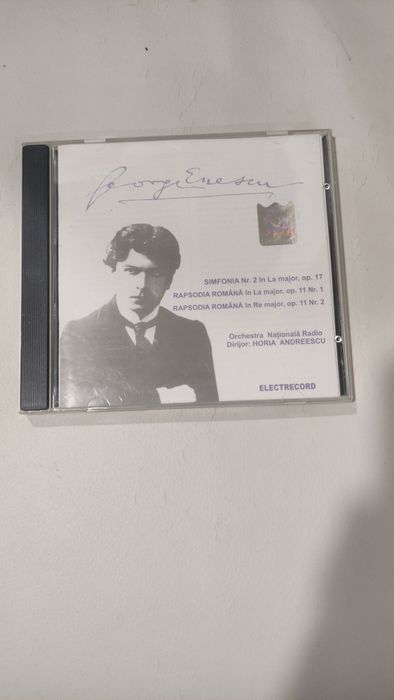 George Enescu
SIMFONIA Nr. 2 în La major, op. 17
RAPSODIA ROMÂNĂ în La major, op. 11 Nr. 1
RAPSODIA ROMÂNĂ în Re major, op. 11 Nr. 2
Orchestra Naţională Radio
Dirijor: HORIA ANDREESCU
ELECTRECORD